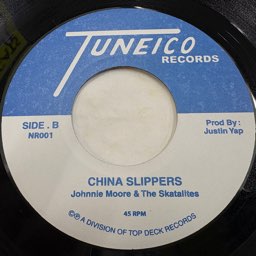 TUNEICO
RECORDS
SIDE . B
NR001
Prod By :
Justin Yap
CHINA SLIPPERS
Johnnie Moore & The Skatalites
45 RPM
©℗ A DIVISION OF TOP DECK RECORDS